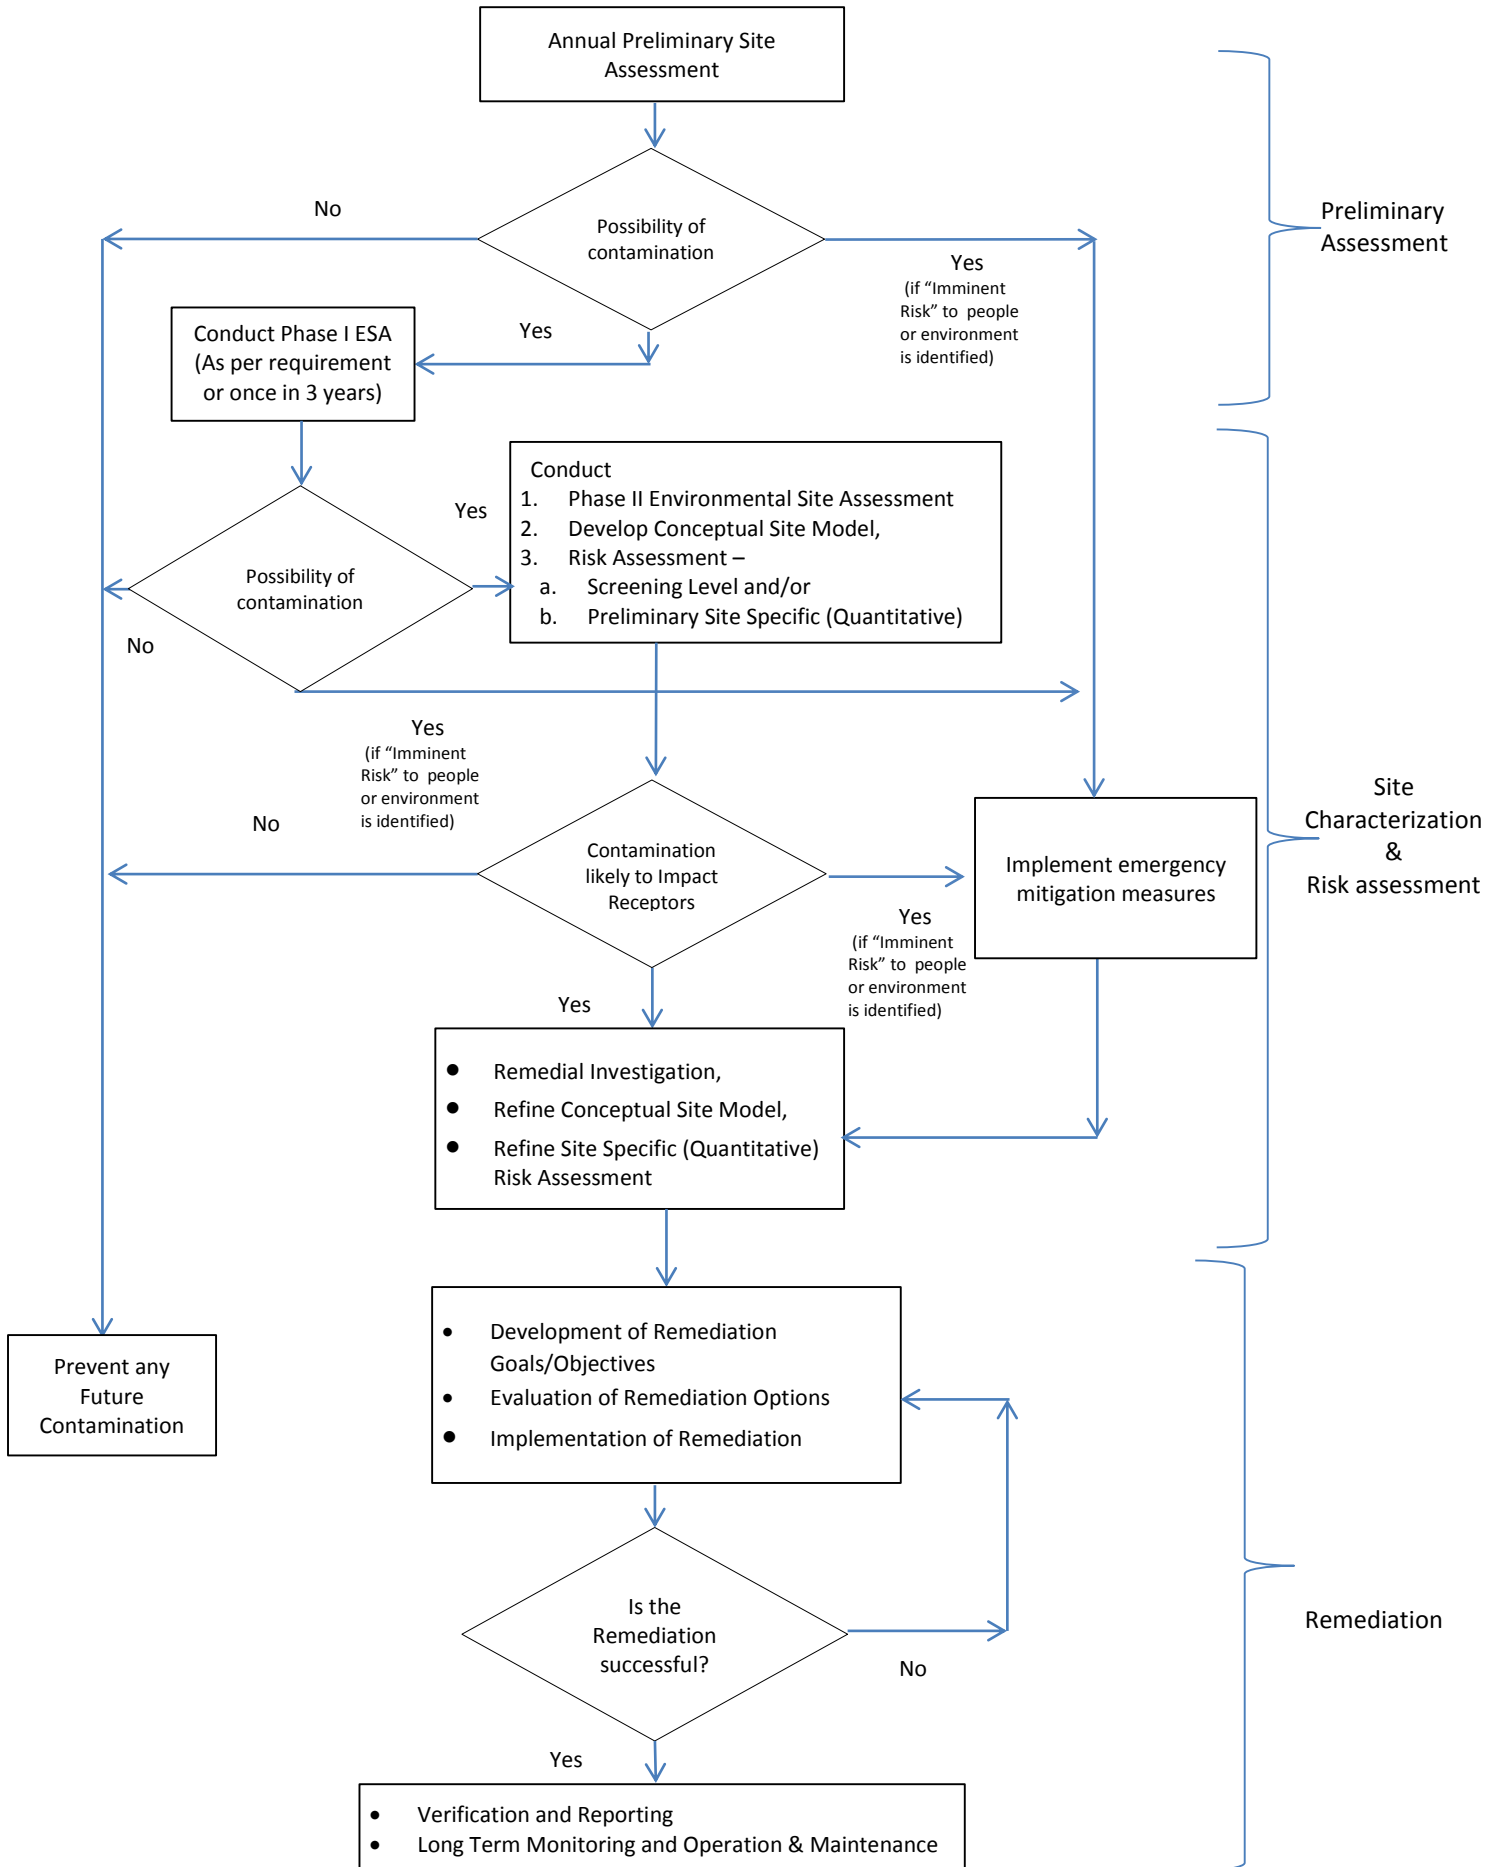 Annual Preliminary Site
Assessment
No
Possibility of
contamination
Preliminary
Assessment
Yes
(if “Imminent
Risk” to  people
or environment
is identified)
Yes
Conduct Phase I ESA
(As per requirement
or once in 3 years)
Conduct
1. Phase II Environmental Site Assessment
2. Develop Conceptual Site Model,
3. Risk Assessment –
a. Screening Level and/or
b. Preliminary Site Specific (Quantitative)
Yes
Possibility of
contamination
No
Yes
(if “Imminent
Risk” to  people
or environment
is identified)
No
Contamination
likely to Impact
Receptors
Implement emergency
mitigation measures
Site
Characterization
&
Risk assessment
Yes
(if “Imminent
Risk” to  people
or environment
is identified)
Yes
● Remedial Investigation,
● Refine Conceptual Site Model,
● Refine Site Specific (Quantitative)
Risk Assessment
Prevent any
Future
Contamination
• Development of Remediation
Goals/Objectives
• Evaluation of Remediation Options
● Implementation of Remediation
Is the
Remediation
successful?
No
Remediation
Yes
• Verification and Reporting
• Long Term Monitoring and Operation & Maintenance